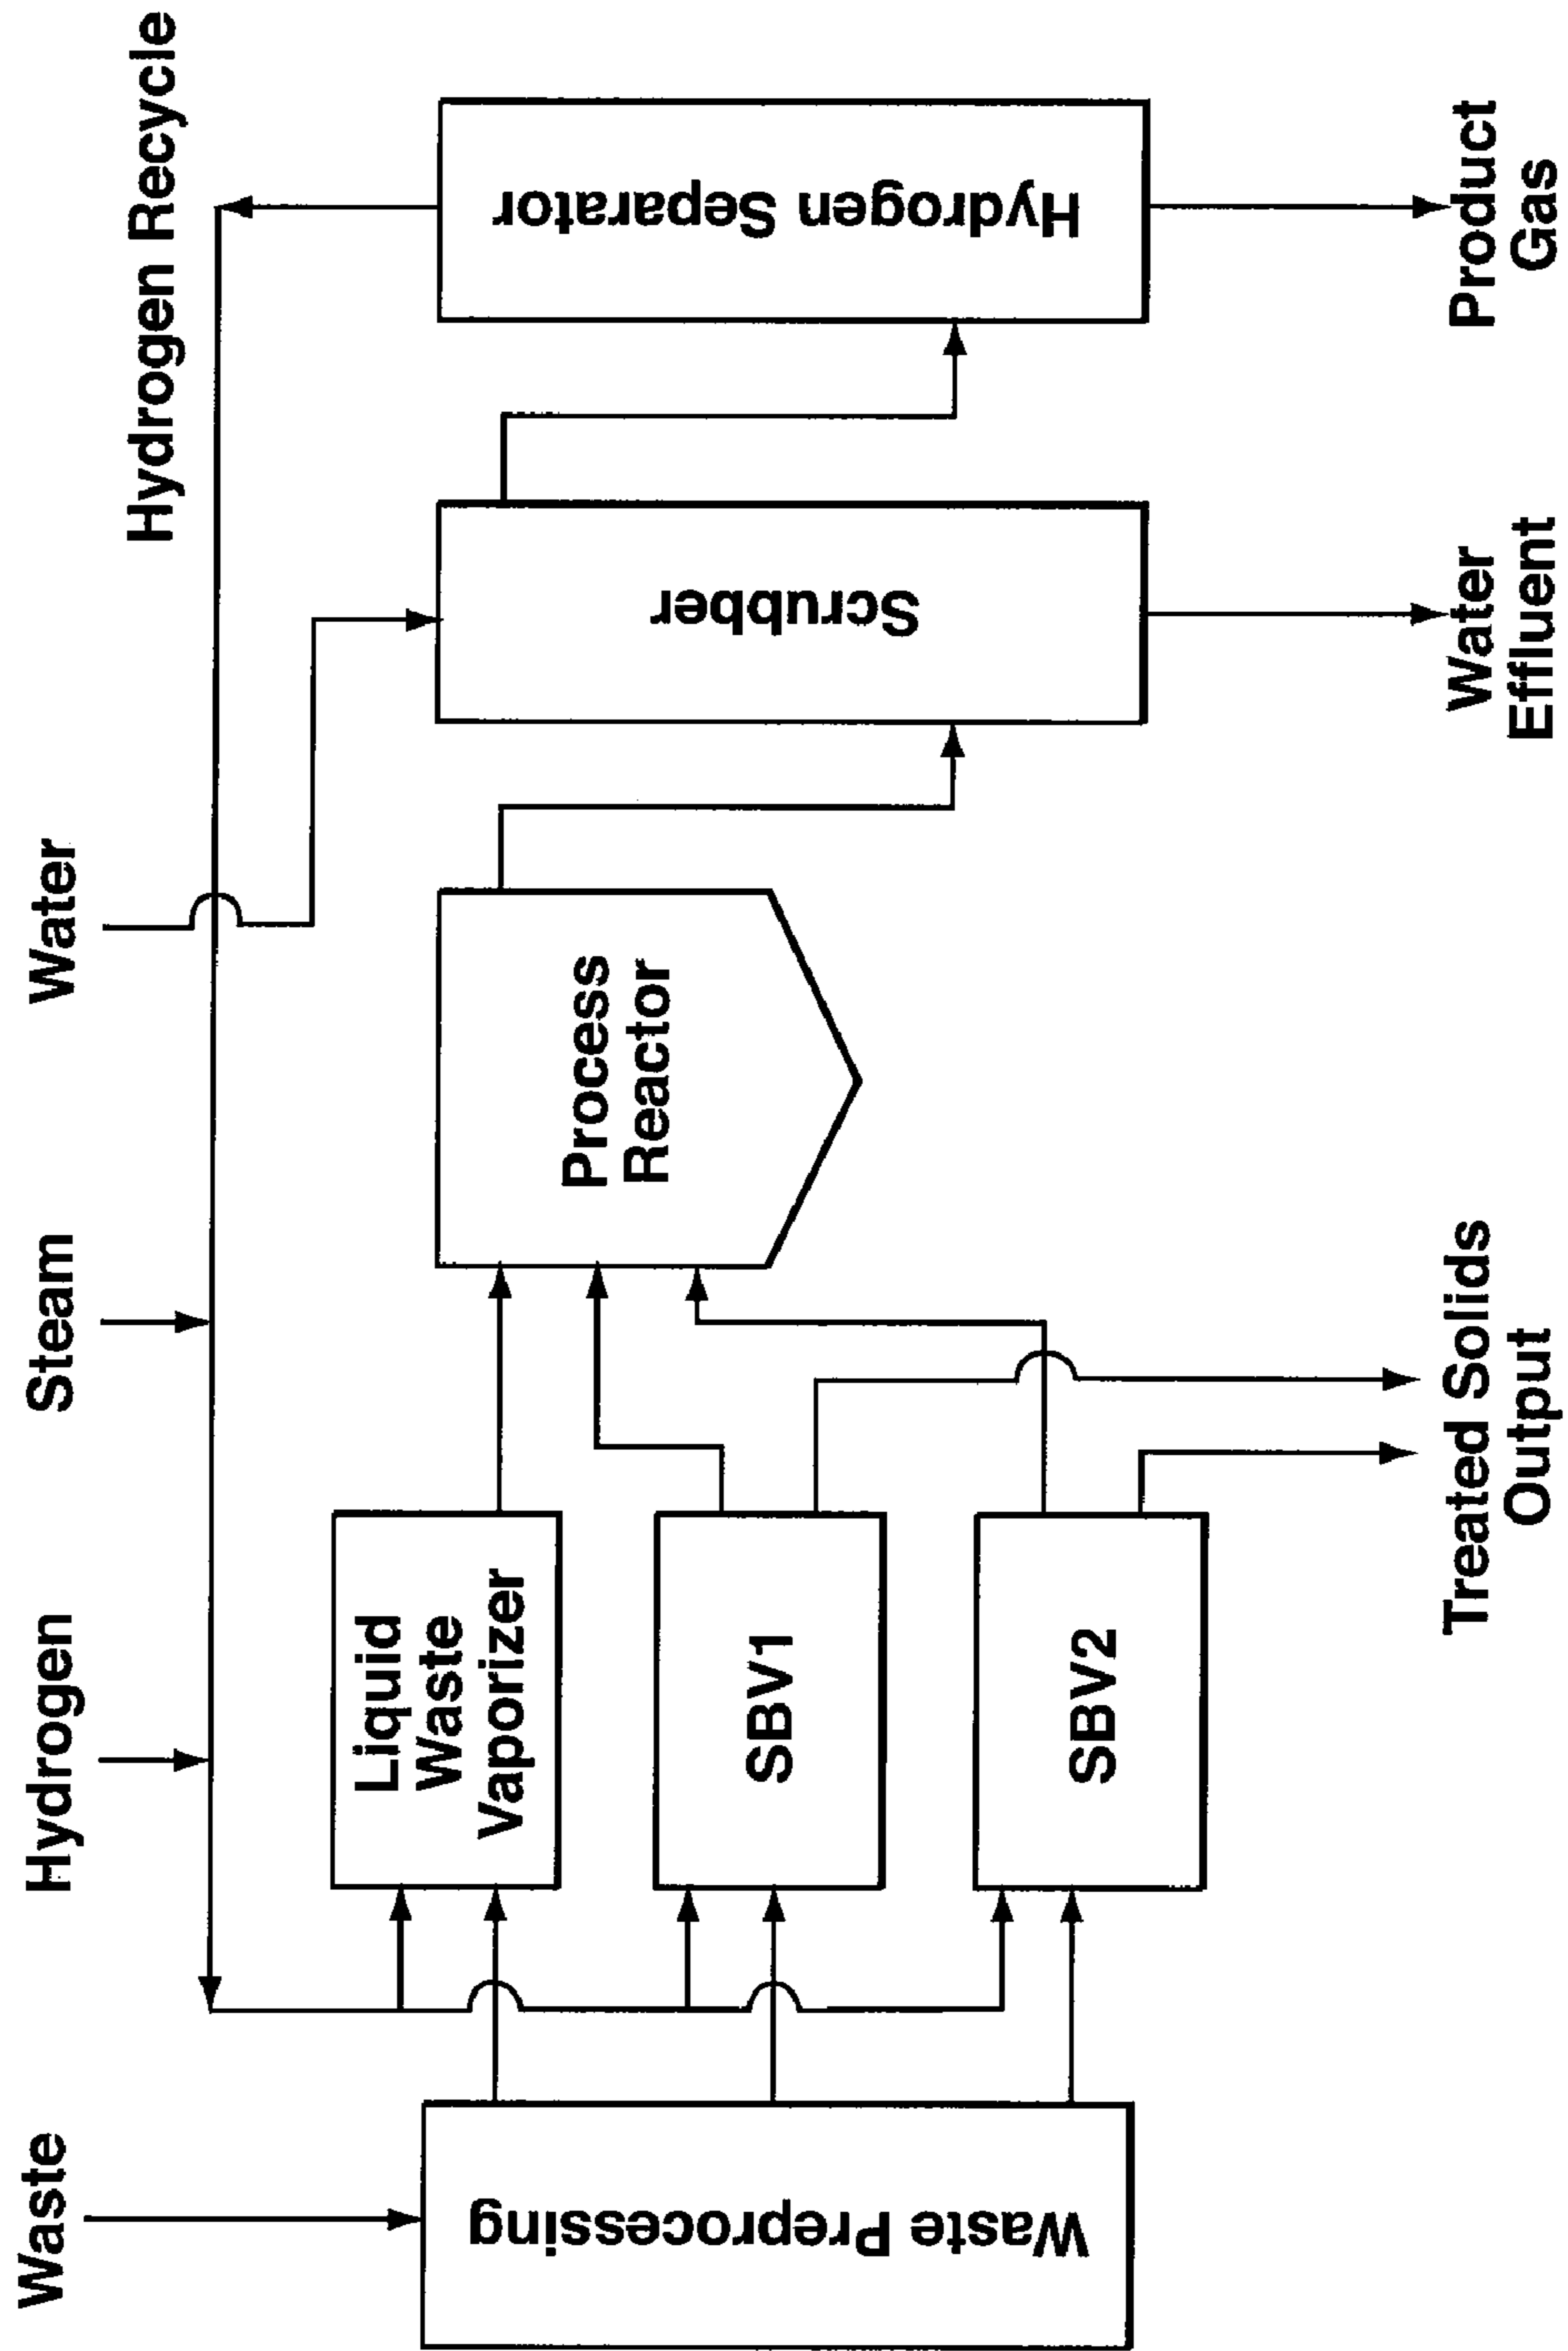 Waste
Hydrogen
Steam
Water
Hydrogen Recycle
Waste Preprocessing
Liquid
Waste
Vaporizer
SBV1
SBV2
Process
Reactor
Scrubber
Hydrogen Separator
Treated Solids
Output
Water
Effluent
Product
Gas